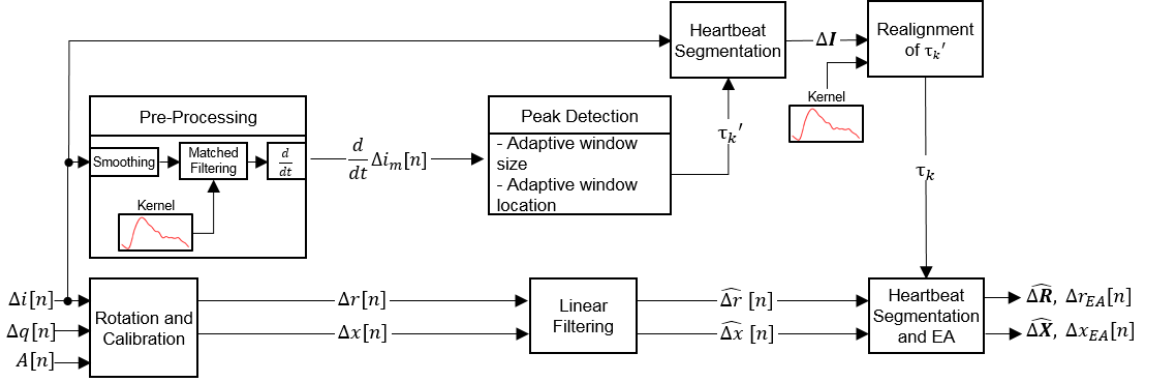 Heartbeat
Segmentation
Δ𝑰
Realignment
of τₖ′
Kernel
Pre-Processing
Smoothing
Matched
Filtering
d/dt
Kernel
d/dt Δiₘ[n]
Peak Detection
- Adaptive window
size
- Adaptive window
location
τₖ′
τₖ
Δi[n]
Δq[n]
A[n]
Rotation and
Calibration
Δr[n]
Δx[n]
Linear
Filtering
Δr̂ [n]
Δx̂ [n]
Heartbeat
Segmentation
and EA
Δ𝑹̂, Δr_EA[n]
Δ𝑿̂, Δx_EA[n]